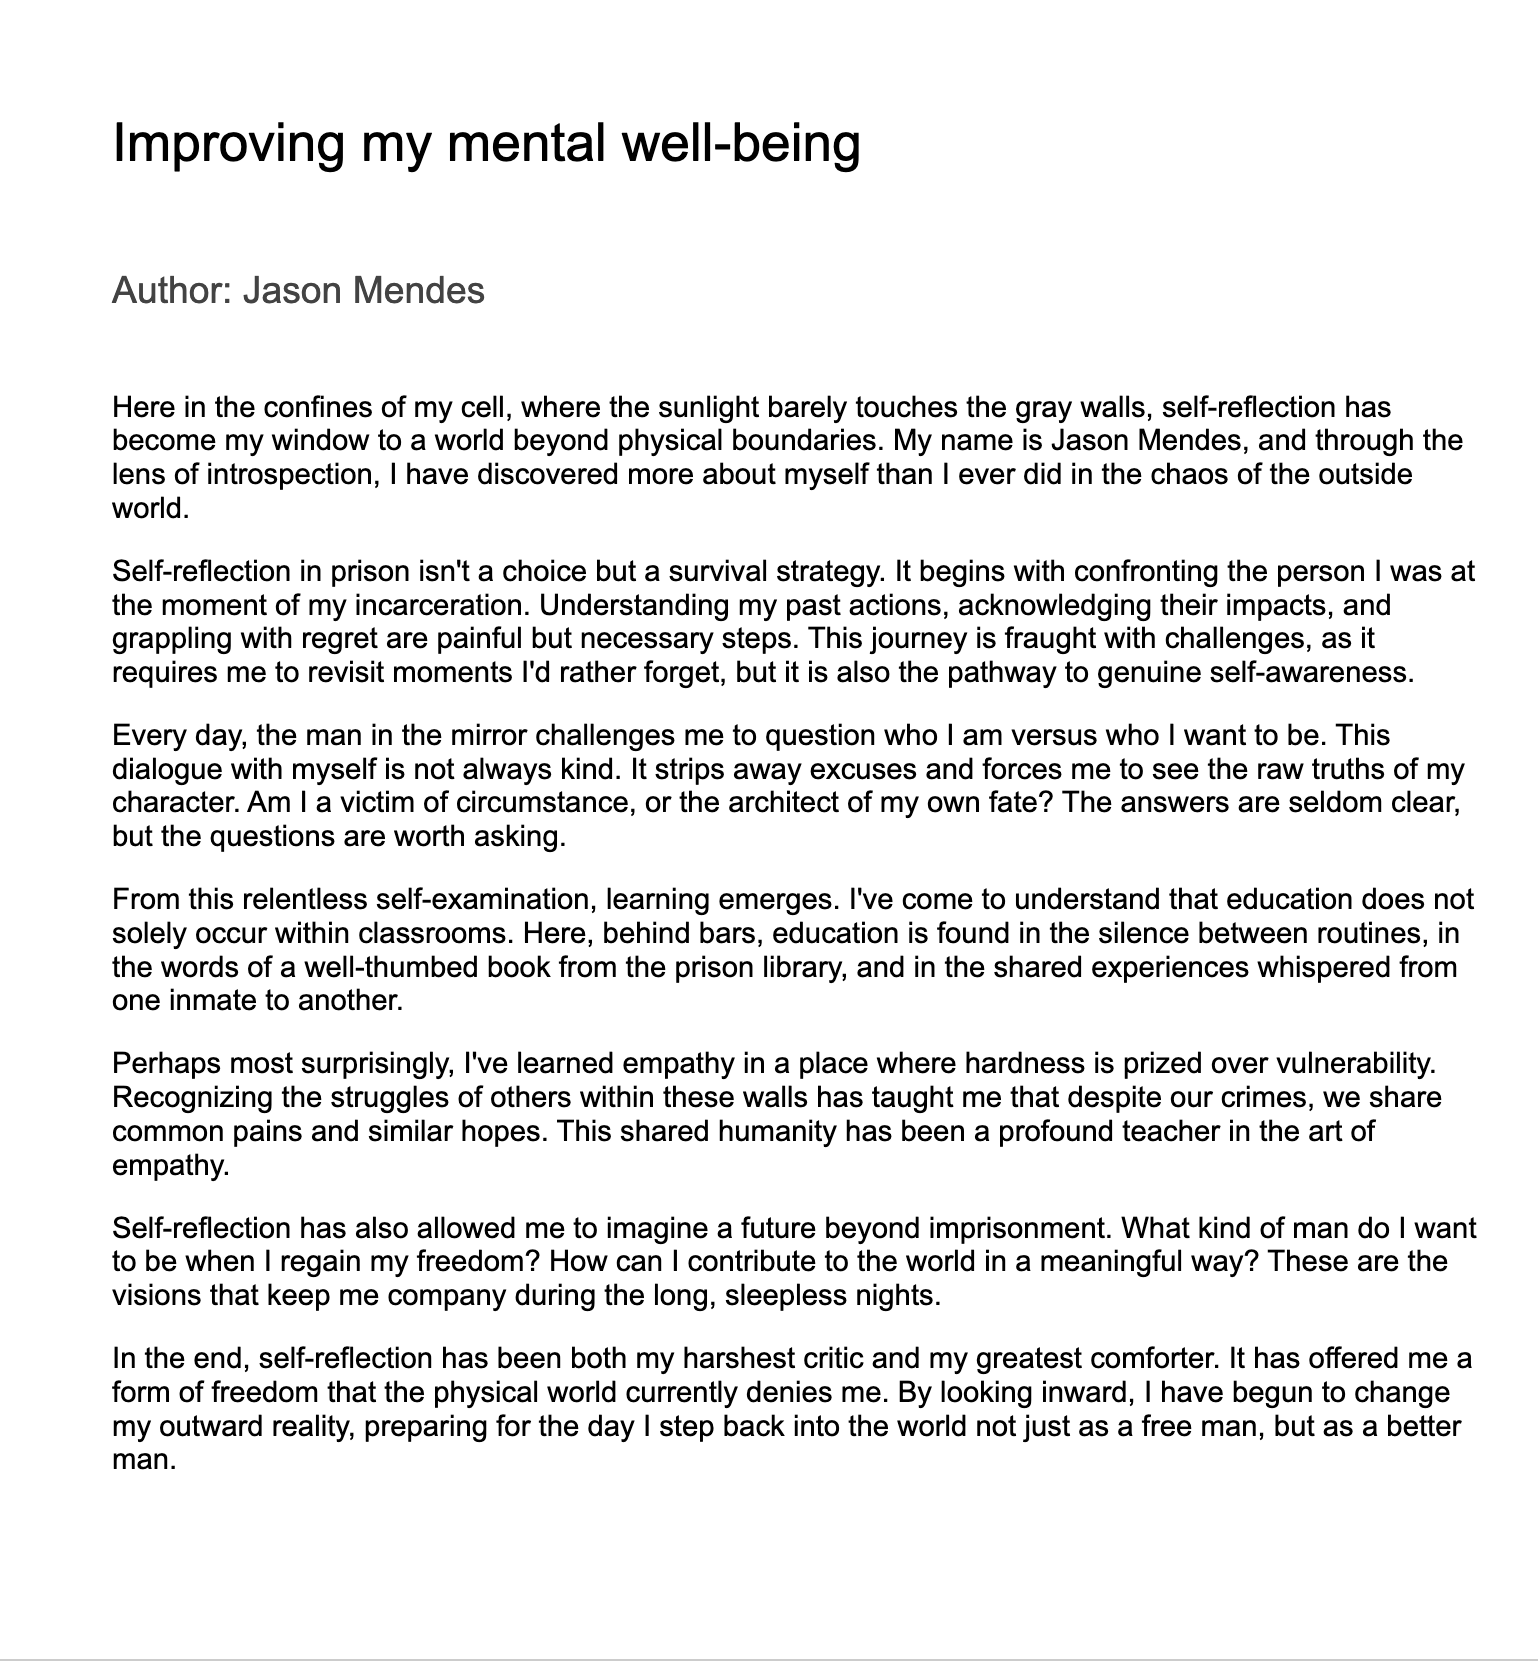 Improving my mental well-being
Author: Jason Mendes
Here in the confines of my cell, where the sunlight barely touches the gray walls, self-reflection has
become my window to a world beyond physical boundaries. My name is Jason Mendes, and through the
lens of introspection, I have discovered more about myself than I ever did in the chaos of the outside
world.
Self-reflection in prison isn't a choice but a survival strategy. It begins with confronting the person I was at
the moment of my incarceration. Understanding my past actions, acknowledging their impacts, and
grappling with regret are painful but necessary steps. This journey is fraught with challenges, as it
requires me to revisit moments I'd rather forget, but it is also the pathway to genuine self-awareness.
Every day, the man in the mirror challenges me to question who I am versus who I want to be. This
dialogue with myself is not always kind. It strips away excuses and forces me to see the raw truths of my
character. Am I a victim of circumstance, or the architect of my own fate? The answers are seldom clear,
but the questions are worth asking.
From this relentless self-examination, learning emerges. I've come to understand that education does not
solely occur within classrooms. Here, behind bars, education is found in the silence between routines, in
the words of a well-thumbed book from the prison library, and in the shared experiences whispered from
one inmate to another.
Perhaps most surprisingly, I've learned empathy in a place where hardness is prized over vulnerability.
Recognizing the struggles of others within these walls has taught me that despite our crimes, we share
common pains and similar hopes. This shared humanity has been a profound teacher in the art of
empathy.
Self-reflection has also allowed me to imagine a future beyond imprisonment. What kind of man do I want
to be when I regain my freedom? How can I contribute to the world in a meaningful way? These are the
visions that keep me company during the long, sleepless nights.
In the end, self-reflection has been both my harshest critic and my greatest comforter. It has offered me a
form of freedom that the physical world currently denies me. By looking inward, I have begun to change
my outward reality, preparing for the day I step back into the world not just as a free man, but as a better
man.